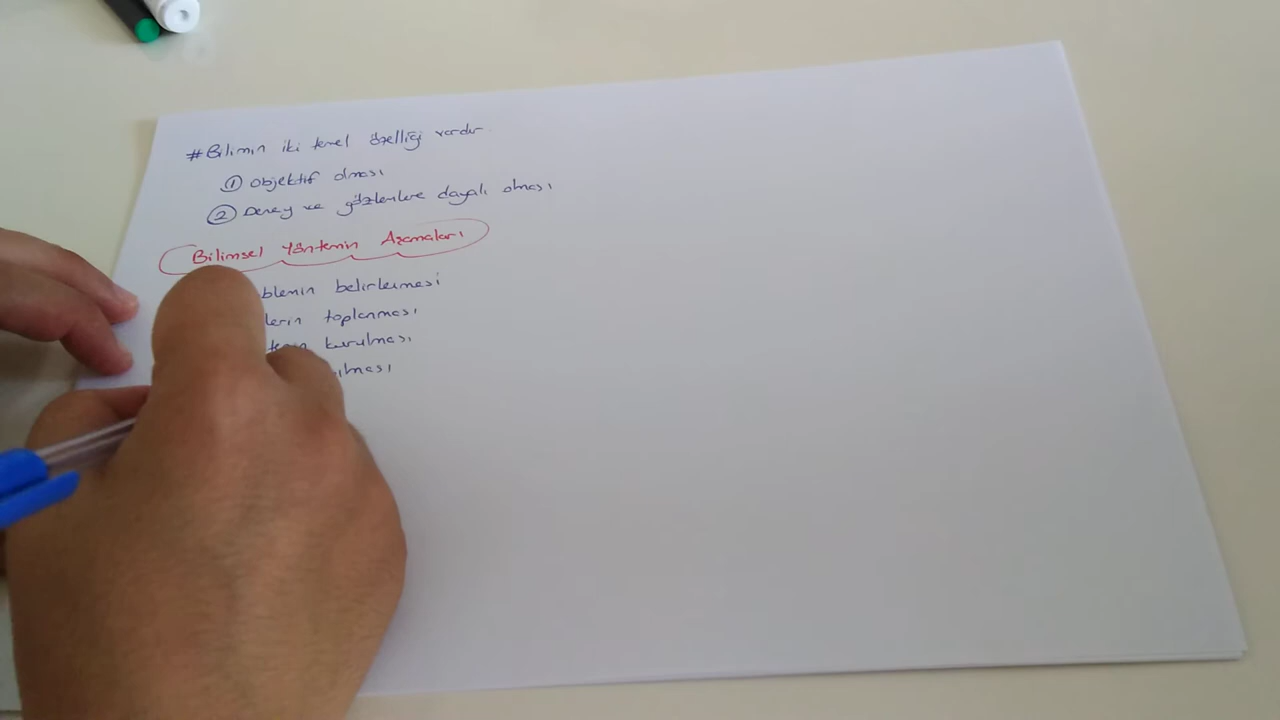 #Bilimin iki temel özelliği vardır.
① Objektif olması
② Deney ve gözlemlere dayalı olması
Bilimsel Yöntemin Aşamaları
blemin belirlenmesi
lerin toplanması
kurulması
ılması